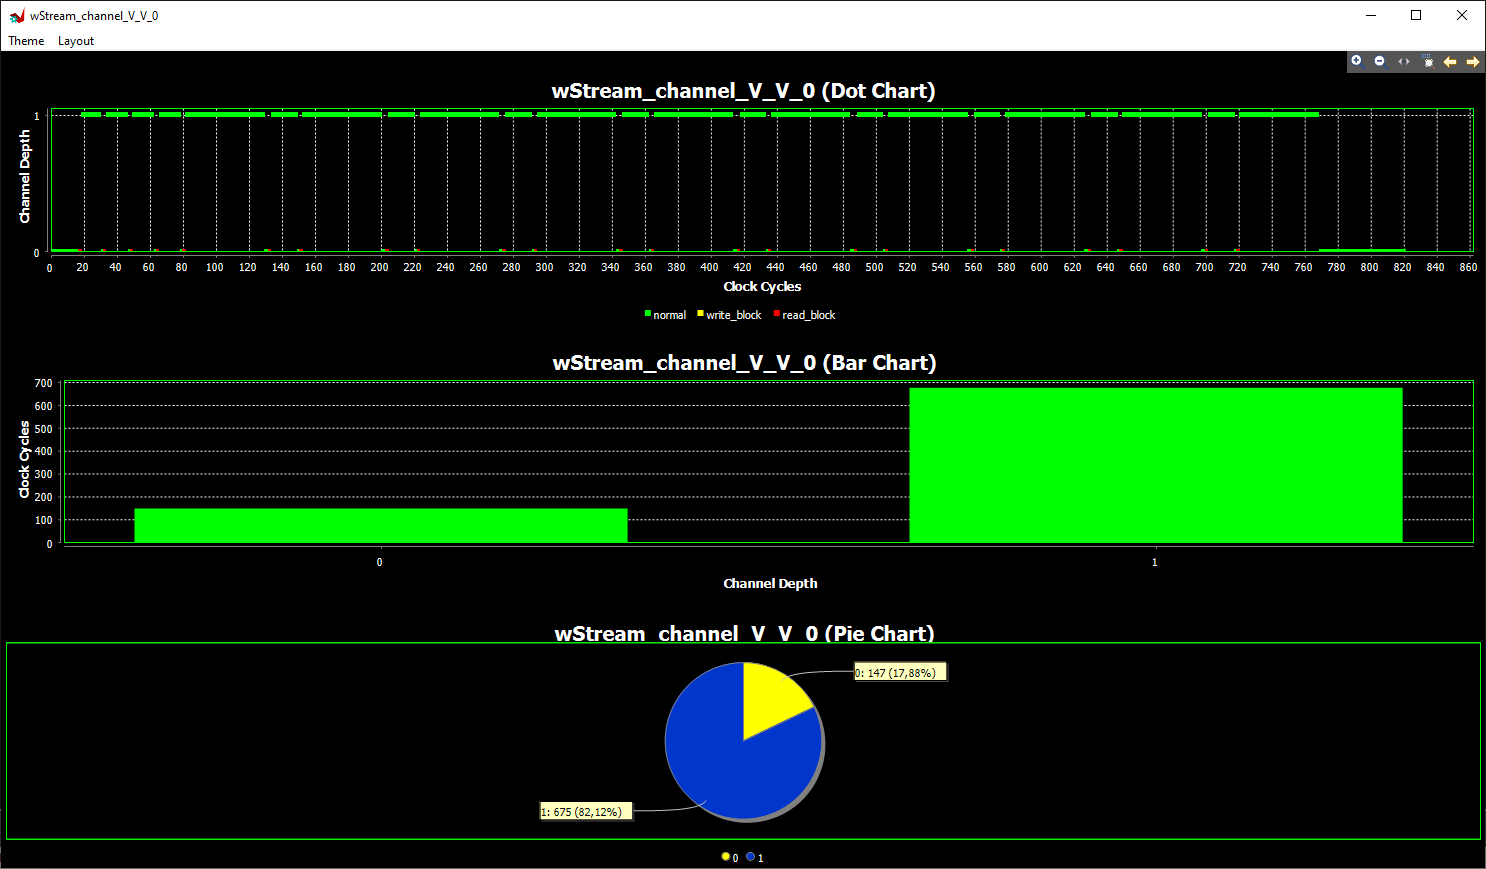 wStream_channel_V_V_0
Theme Layout
wStream_channel_V_V_0 (Dot Chart)
Channel Depth
1
0
0 20 40 60 80 100 120 140 160 180 200 220 240 260 280 300 320 340 360 380 400 420 440 460 480 500 520 540 560 580 600 620 640 660 680 700 720 740 760 780 800 820 840 860
Clock Cycles
normal write_block read_block
wStream_channel_V_V_0 (Bar Chart)
Clock Cycles
700
600
500
400
300
200
100
0
0 1
Channel Depth
wStream_channel_V_V_0 (Pie Chart)
0: 147 (17,88%)
1: 675 (82,12%)
0 1